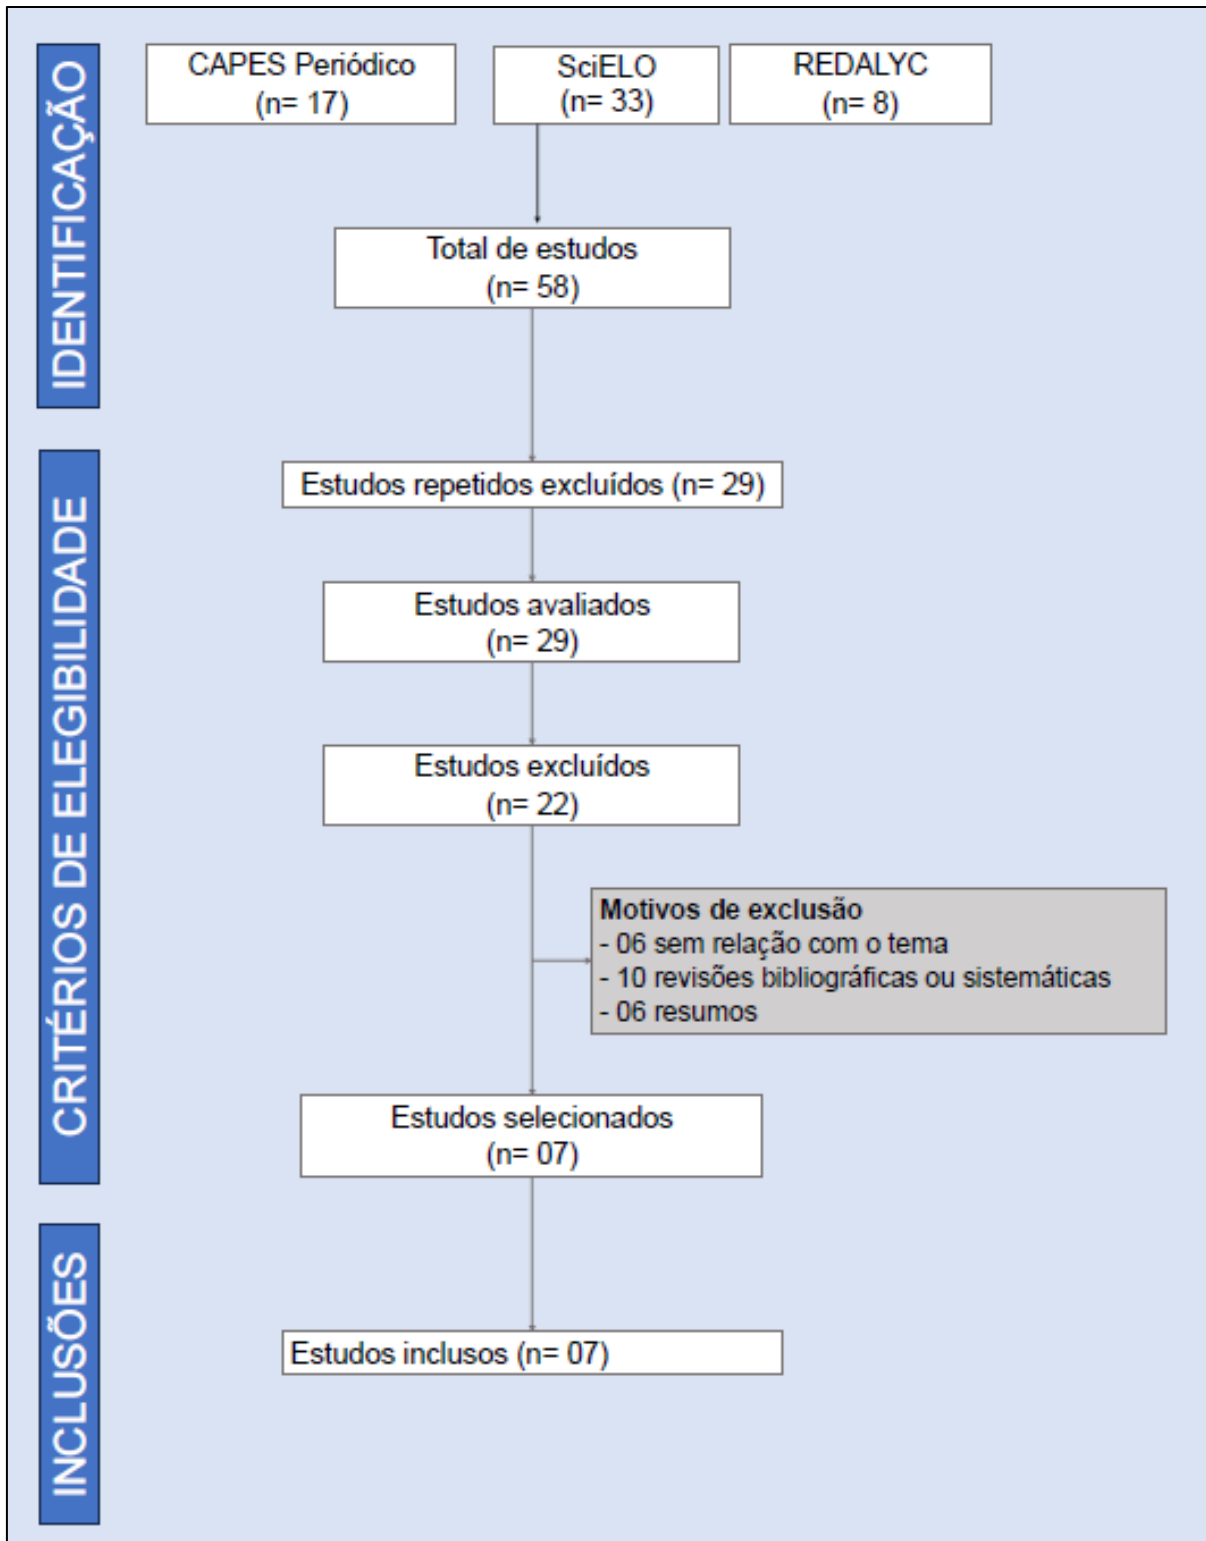 IDENTIFICAÇÃO
CAPES Periódico
(n= 17)
SciELO
(n= 33)
REDALYC
(n= 8)
Total de estudos
(n= 58)
CRITÉRIOS DE ELEGIBILIDADE
Estudos repetidos excluídos (n= 29)
Estudos avaliados
(n= 29)
Estudos excluídos
(n= 22)
Motivos de exclusão
- 06 sem relação com o tema
- 10 revisões bibliográficas ou sistemáticas
- 06 resumos
Estudos selecionados
(n= 07)
INCLUSÕES
Estudos inclusos (n= 07)